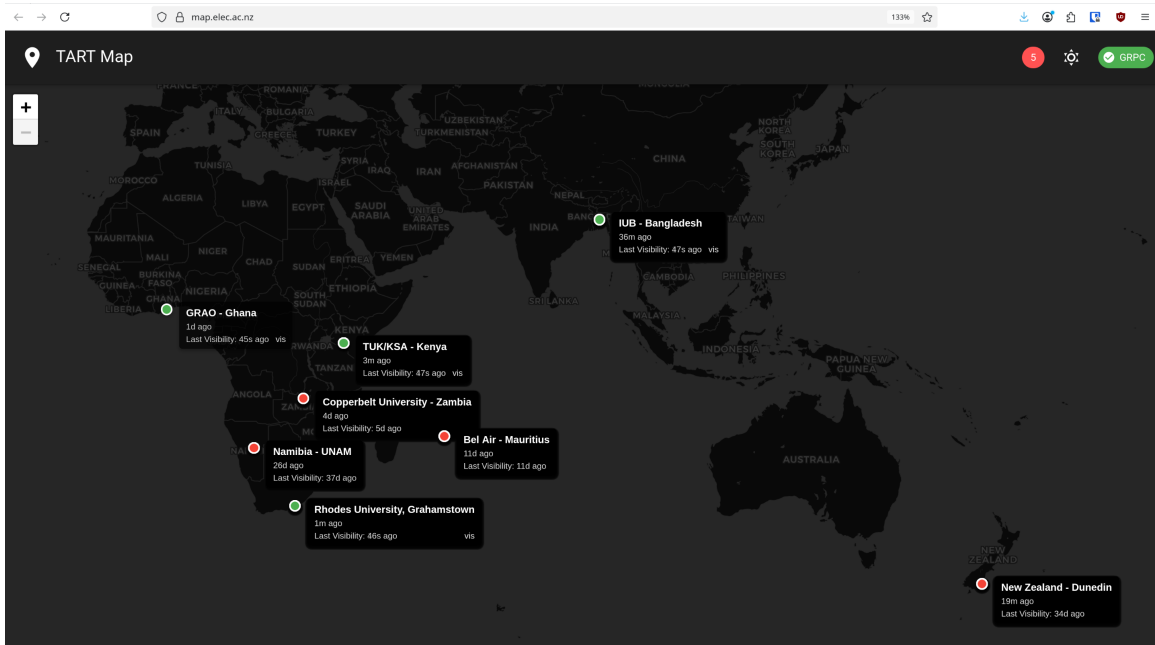 map.elec.ac.nz
133%
TART Map
5
GRPC
+
−
ROMANIA
ITALY
BULGARIA
SPAIN
GREECE
TURKEY
UZBEKISTAN
TURKMENISTAN
NORTH
KOREA
SOUTH
KOREA
JAPAN
TUNISIA
SYRIA
IRAQ
IRAN
AFGHANISTAN
CHINA
MOROCCO
ISRAEL
PAKISTAN
NEPAL
ALGERIA
LIBYA
EGYPT
SAUDI
ARABIA
UNITED
ARAB
EMIRATES
INDIA
BANG
TAIWAN
IUB - Bangladesh
36m ago
Last Visibility: 47s ago vis
MAURITANIA
MALI
NIGER
CHAD
SUDAN
ERITREA
YEMEN
SENEGAL
BURKINA
FASO
GUINEA
NIGERIA
SOUTH
SUDAN
ETHIOPIA
CAMBODIA
PHILIPPINES
GHANA
LIBERIA
SRI LANKA
MALAYSIA
GRAO - Ghana
1d ago
Last Visibility: 45s ago vis
KENYA
RWANDA
TUK/KSA - Kenya
3m ago
Last Visibility: 47s ago vis
TANZAN
INDONESIA
PAPUA NEW
GUINEA
ANGOLA
Copperbelt University - Zambia
4d ago
Last Visibility: 5d ago
Bel Air - Mauritius
11d ago
Last Visibility: 11d ago
Namibia - UNAM
26d ago
Last Visibility: 37d ago
AUSTRALIA
Rhodes University, Grahamstown
1m ago
Last Visibility: 46s ago vis
NEW
ZEALAND
New Zealand - Dunedin
19m ago
Last Visibility: 34d ago